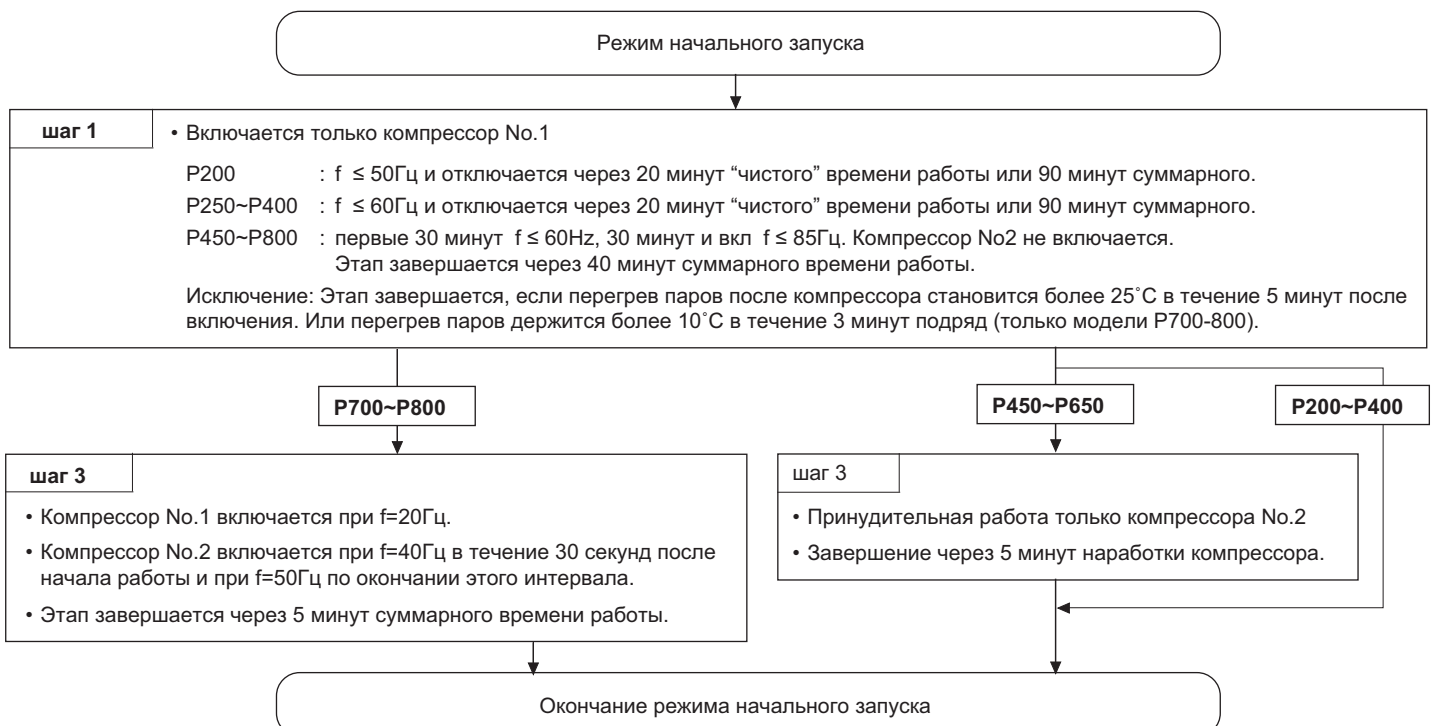 Режим начального запуска
шаг 1
• Включается только компрессор No.1
P200 : f ≤ 50Гц и отключается через 20 минут “чистого” времени работы или 90 минут суммарного.
P250~P400 : f ≤ 60Гц и отключается через 20 минут “чистого” времени работы или 90 минут суммарного.
P450~P800 : первые 30 минут f ≤ 60Hz, 30 минут и вкл f ≤ 85Гц. Компрессор No2 не включается.
Этап завершается через 40 минут суммарного времени работы.
Исключение: Этап завершается, если перегрев паров после компрессора становится более 25˚C в течение 5 минут после
включения. Или перегрев паров держится более 10˚C в течение 3 минут подряд (только модели P700-800).
P700~P800
P450~P650
P200~P400
шаг 3
• Компрессор No.1 включается при f=20Гц.
• Компрессор No.2 включается при f=40Гц в течение 30 секунд после
начала работы и при f=50Гц по окончании этого интервала.
• Этап завершается через 5 минут суммарного времени работы.
шаг 3
• Принудительная работа только компрессора No.2
• Завершение через 5 минут наработки компрессора.
Окончание режима начального запуска